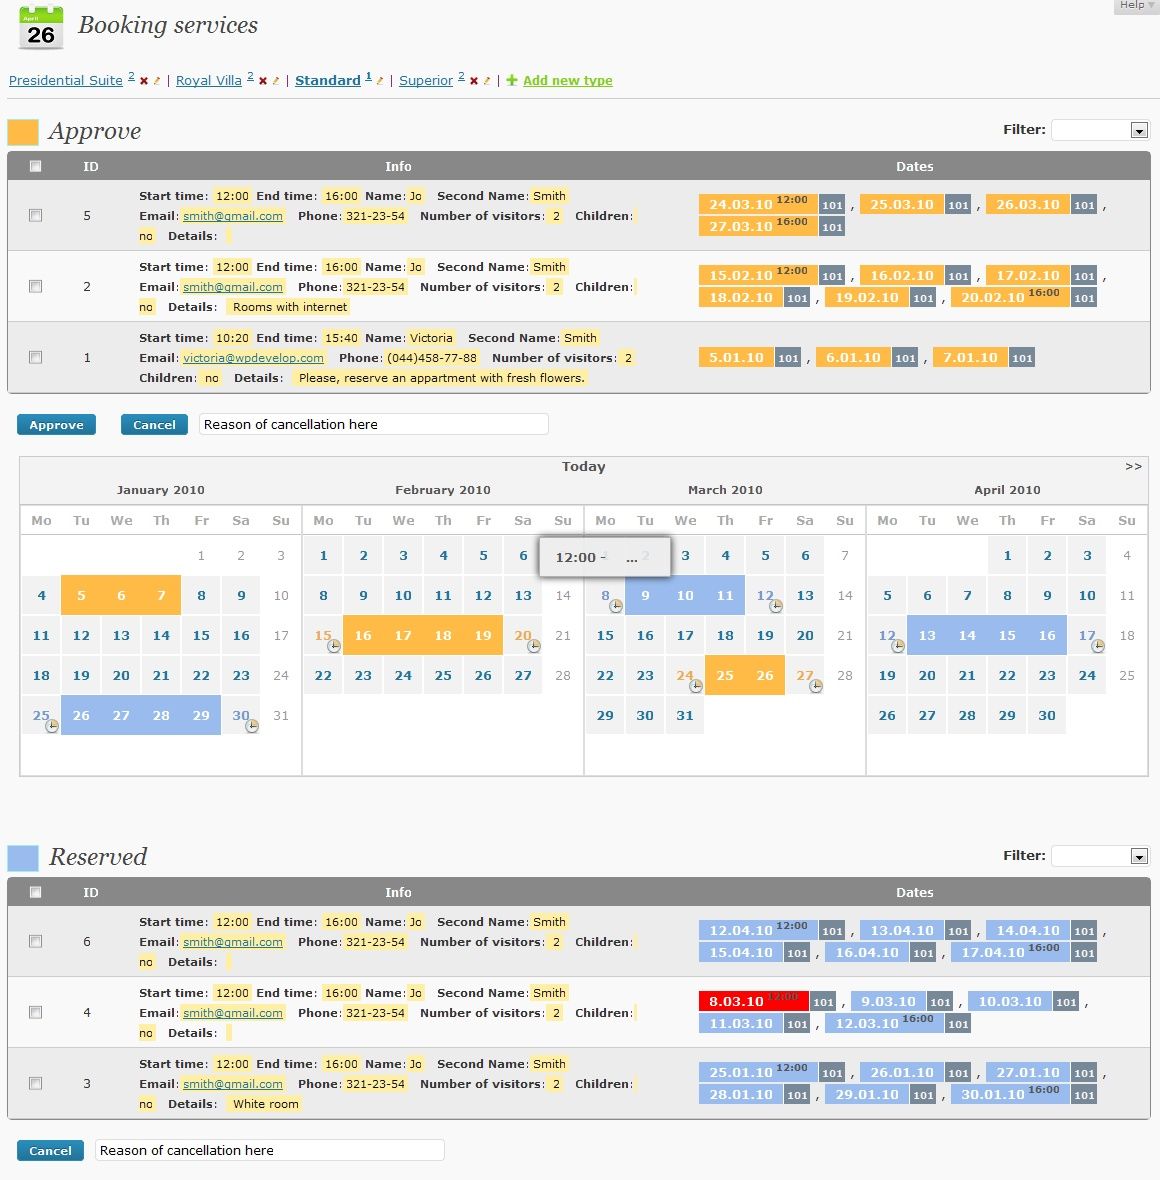 Help
April
26
Booking services
Presidential Suite 2 | Royal Villa 2 | Standard 1 | Superior 2 | Add new type
Approve
Filter:
ID Info Dates
Start time: 12:00 End time: 16:00 Name: Jo Second Name: Smith
Email: smith@gmail.com Phone: 321-23-54 Number of visitors: 2 Children:
no Details:
5
24.03.10 12:00 101 , 25.03.10 101 , 26.03.10 101 ,
27.03.10 16:00 101
Start time: 12:00 End time: 16:00 Name: Jo Second Name: Smith
Email: smith@gmail.com Phone: 321-23-54 Number of visitors: 2 Children:
no Details: Rooms with internet
2
15.02.10 12:00 101 , 16.02.10 101 , 17.02.10 101 ,
18.02.10 101 , 19.02.10 101 , 20.02.10 16:00 101
Start time: 10:20 End time: 15:40 Name: Victoria Second Name: Smith
Email: victoria@wpdevelop.com Phone: (044)458-77-88 Number of visitors: 2
Children: no Details: Please, reserve an appartment with fresh flowers.
1
5.01.10 101 , 6.01.10 101 , 7.01.10 101
Approve Cancel Reason of cancellation here
Today >>
January 2010 February 2010 March 2010 April 2010
Mo Tu We Th Fr Sa Su Mo Tu We Th Fr Sa Su Mo Tu We Th Fr Sa Su Mo Tu We Th Fr Sa Su
1 2 3 1 2 3 4 5 6 12:00 - ... 2 3 4 5 6 7 1 2 3 4
4 5 6 7 8 9 10 8 9 10 11 12 13 14 8 9 10 11 12 13 14 5 6 7 8 9 10 11
11 12 13 14 15 16 17 15 16 17 18 19 20 21 15 16 17 18 19 20 21 12 13 14 15 16 17 18
18 19 20 21 22 23 24 22 23 24 25 26 27 28 22 23 24 25 26 27 28 19 20 21 22 23 24 25
25 26 27 28 29 30 31 29 30 31 26 27 28 29 30
Reserved
Filter:
ID Info Dates
Start time: 12:00 End time: 16:00 Name: Jo Second Name: Smith
Email: smith@gmail.com Phone: 321-23-54 Number of visitors: 2 Children:
no Details:
6
12.04.10 12:00 101 , 13.04.10 101 , 14.04.10 101 ,
15.04.10 101 , 16.04.10 101 , 17.04.10 16:00 101
Start time: 12:00 End time: 16:00 Name: Jo Second Name: Smith
Email: smith@gmail.com Phone: 321-23-54 Number of visitors: 2 Children:
no Details:
4
8.03.10 12:00 101 , 9.03.10 101 , 10.03.10 101 ,
11.03.10 101 , 12.03.10 16:00 101
Start time: 12:00 End time: 16:00 Name: Jo Second Name: Smith
Email: smith@gmail.com Phone: 321-23-54 Number of visitors: 2 Children:
no Details: White room
3
25.01.10 12:00 101 , 26.01.10 101 , 27.01.10 101 ,
28.01.10 101 , 29.01.10 101 , 30.01.10 16:00 101
Cancel Reason of cancellation here